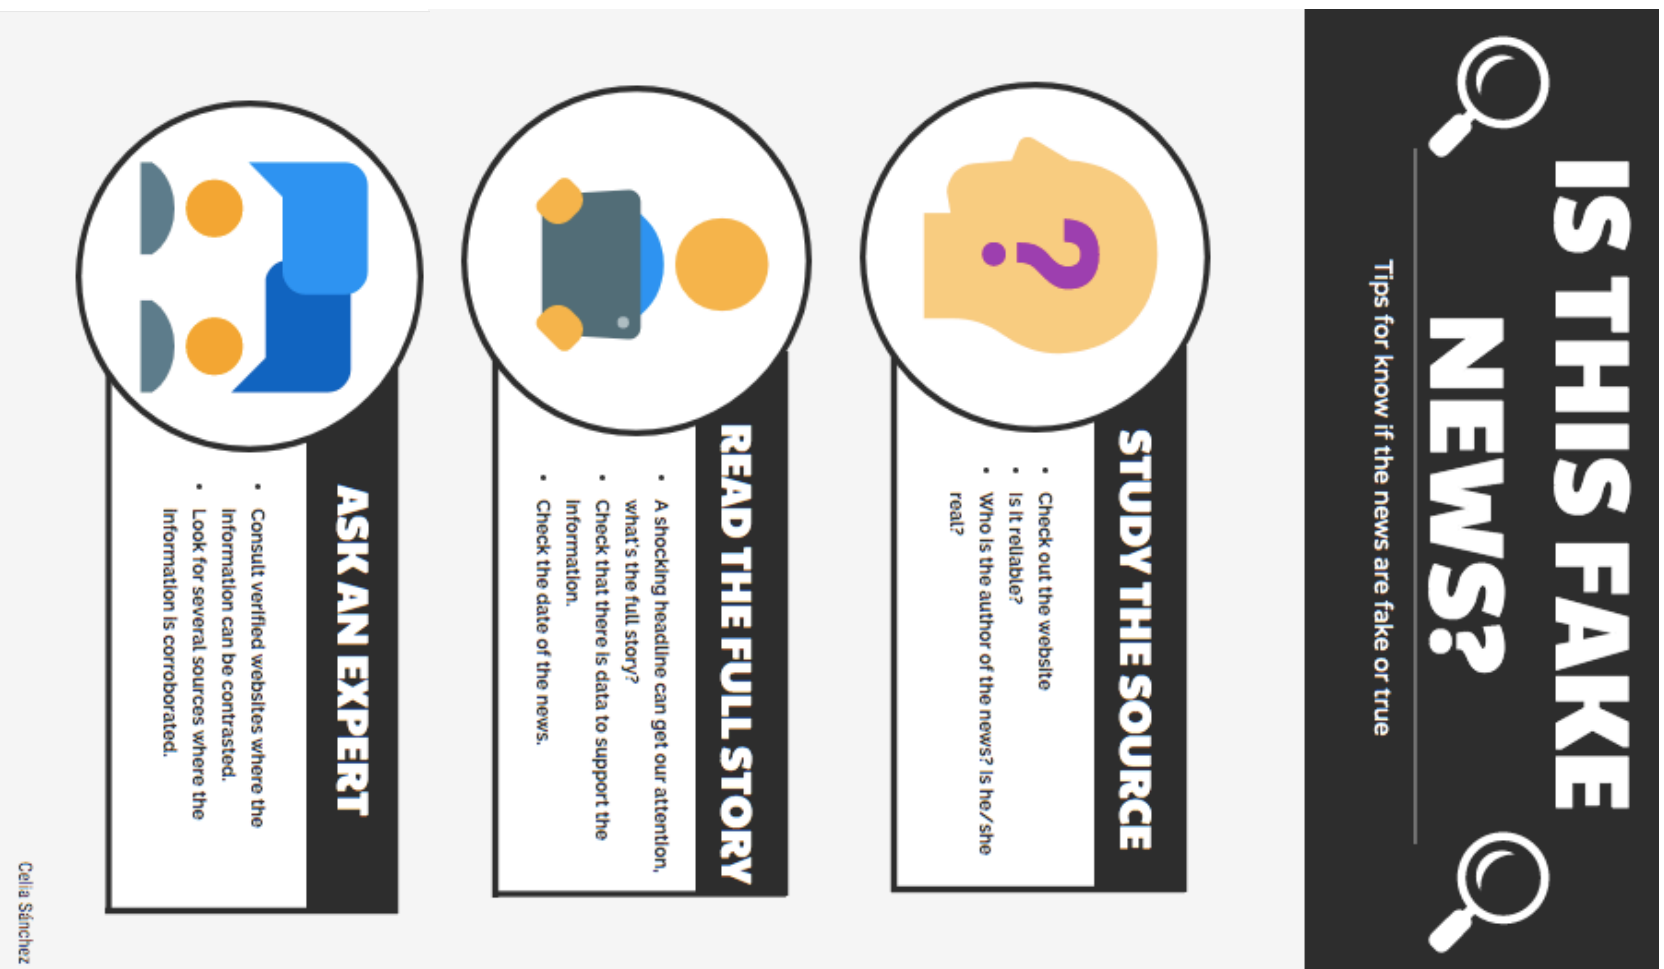 IS THIS FAKE
NEWS?
Tips for know if the news are fake or true
STUDY THE SOURCE
• Check out the website
• Is it reliable?
• Who is the author of the news? Is he/she
real?
READ THE FULL STORY
• A shocking headline can get our attention,
what's the full story?
• Check that there is data to support the
information.
• Check the date of the news.
ASK AN EXPERT
• Consult verified websites where the
information can be contrasted.
• Look for several sources where the
information is corroborated.
Celia Sánchez